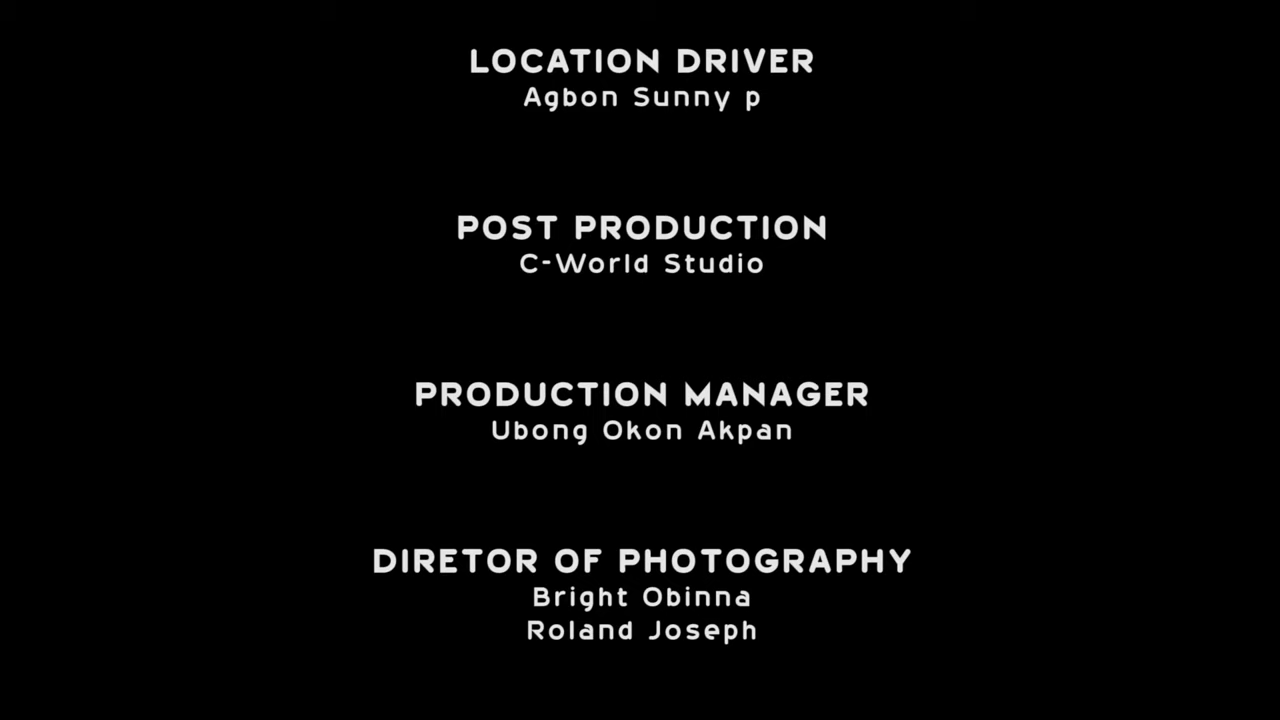 LOCATION DRIVER
Agbon Sunny p
POST PRODUCTION
C-World Studio
PRODUCTION MANAGER
Ubong Okon Akpan
DIRETOR OF PHOTOGRAPHY
Bright Obinna
Roland Joseph